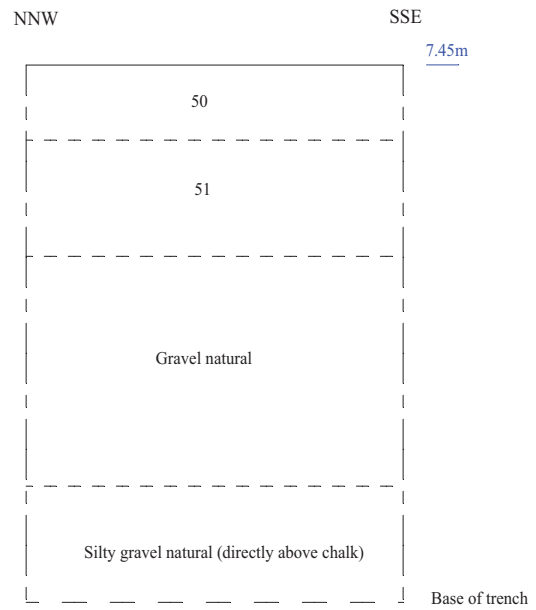 NNW
SSE
7.45m
50
51
Gravel natural
Silty gravel natural (directly above chalk)
Base of trench